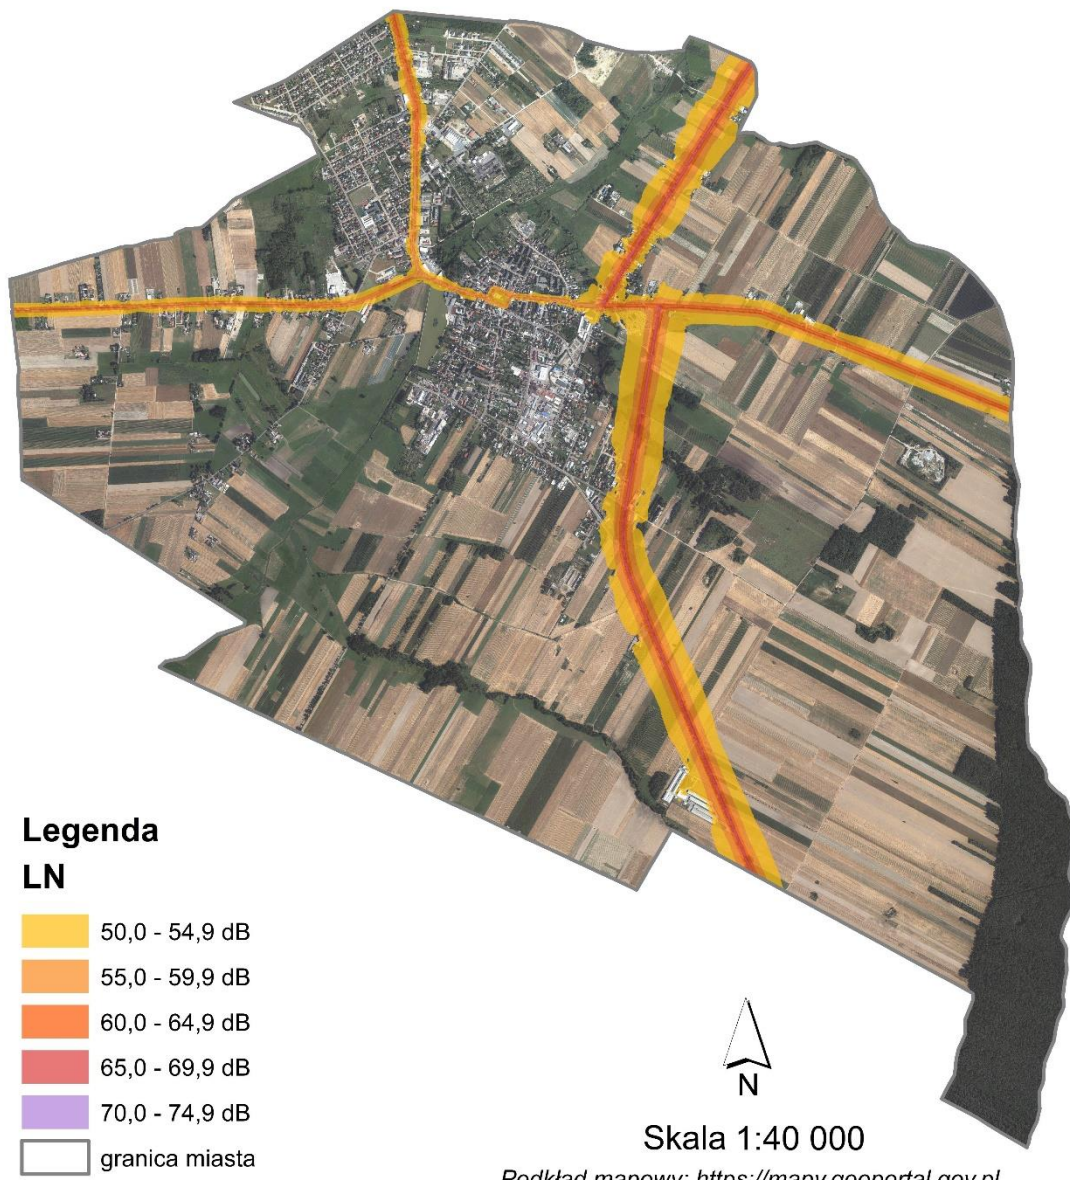 Legenda
LN
50,0 - 54,9 dB
55,0 - 59,9 dB
60,0 - 64,9 dB
65,0 - 69,9 dB
70,0 - 74,9 dB
granica miasta
N
Skala 1:40 000
Podkład mapowy: https://mapy.geoportal.gov.pl